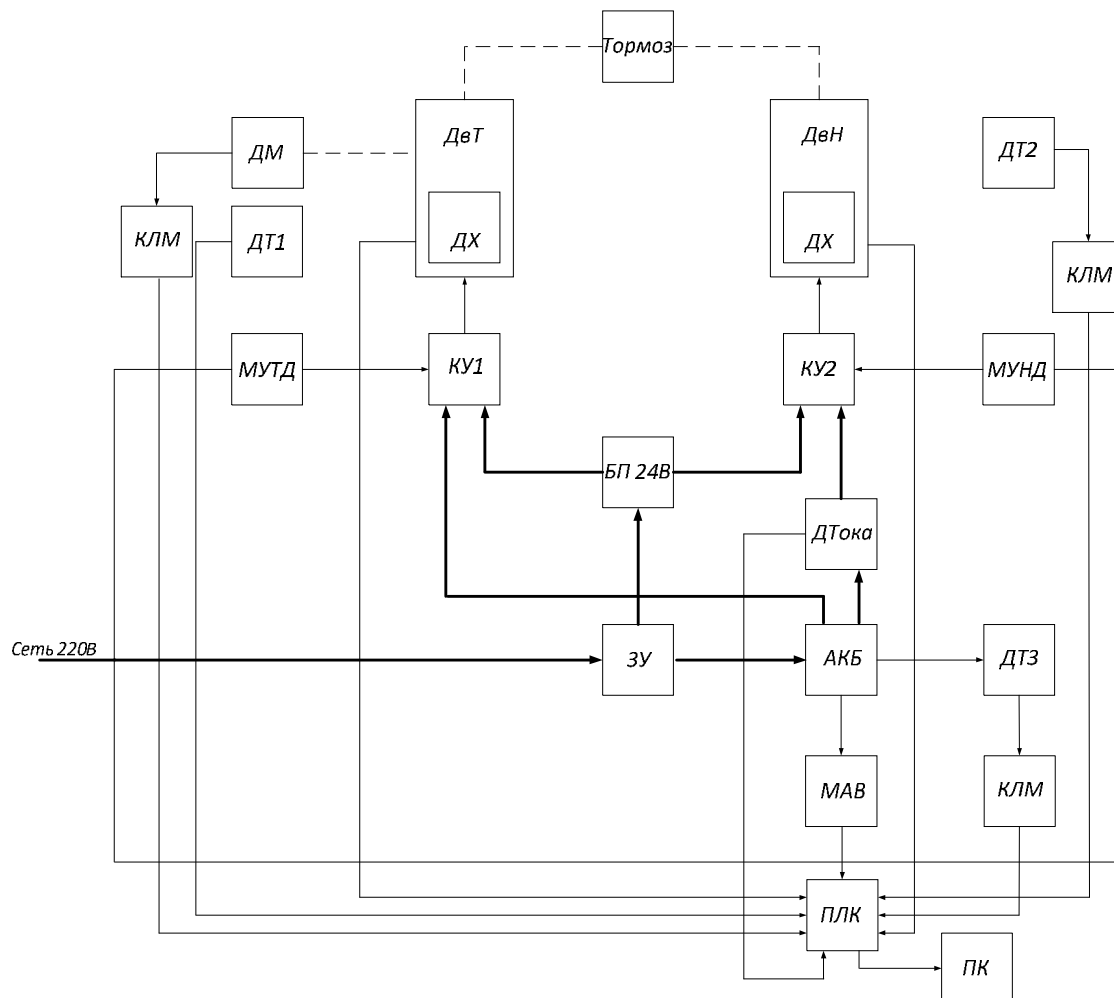 Тормоз
ДвТ
ДвН
ДМ
ДТ2
КЛМ
ДТ1
ДХ
ДХ
КЛМ
МУТД
КУ1
КУ2
МУНД
БП 24В
ДТока
Сеть 220В
ЗУ
АКБ
ДТ3
МАВ
КЛМ
ПЛК
ПК